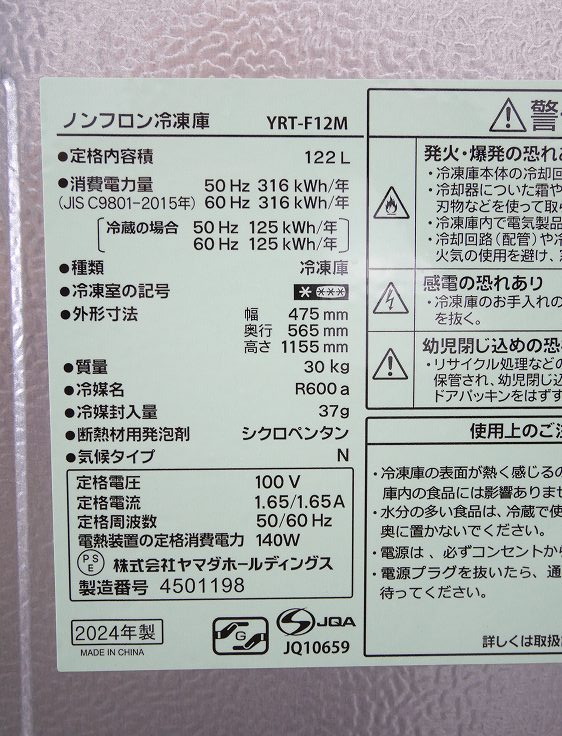 ノンフロン冷凍庫 YRT-F12M
●定格内容積 122 L
●消費電力量 50 Hz 316 kWh/年
(JIS C9801-2015年) 60 Hz 316 kWh/年
冷蔵の場合 50 Hz 125 kWh/年
60 Hz 125 kWh/年
●種類 冷凍庫
●冷凍室の記号
●外形寸法 幅 475 mm
奥行 565 mm
高さ 1155 mm
●質量 30 kg
●冷媒名 R600 a
●冷媒封入量 37g
●断熱材用発泡剤 シクロペンタン
●気候タイプ N
定格電圧 100 V
定格電流 1.65/1.65A
定格周波数 50/60 Hz
電熱装置の定格消費電力 140W
PSE 株式会社ヤマダホールディングス
製造番号 4501198
2024年製
MADE IN CHINA
G
JQA
JQ10659
警
発火・爆発の恐れあ
・冷凍庫本体の冷却回
・冷却器についた霜や
刃物などを使って取ら
・冷凍庫内で電気製品
・冷却回路(配管)や冷
火気の使用を避け、
感電の恐れあり
・冷凍庫のお手入れの
を抜く。
幼児閉じ込めの恐
・リサイクル処理などの
保管され、幼児閉じ込
ドアパッキンをはずす
使用上のご注
・冷凍庫の表面が熱く感じる
庫内の食品には影響ありませ
・水分の多い食品は、冷蔵で使
奥に置かないでください。
・電源は、必ずコンセントから
・電源プラグを抜いたら、通
待ってください。
詳しくは取扱